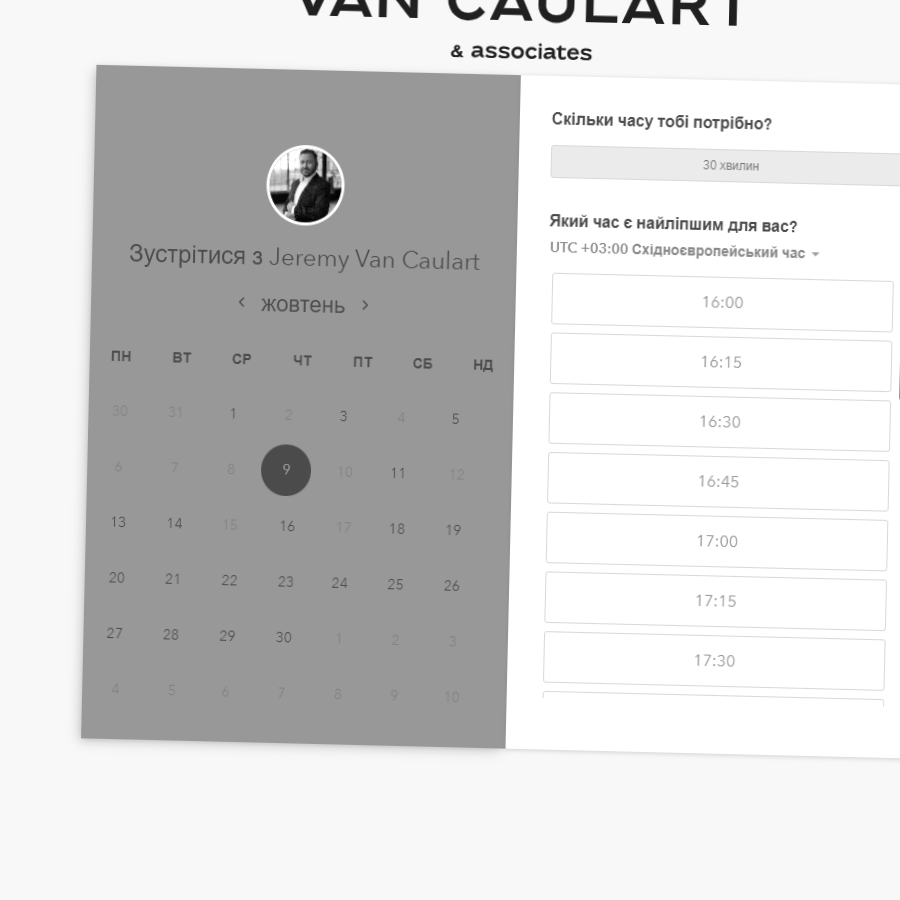 VAN CAULART
& associates
Зустрітися з Jeremy Van Caulart
жовтень
ПН ВТ СР ЧТ ПТ СБ НД
30 31 1 2 3 4 5
6 7 8 9 10 11 12
13 14 15 16 17 18 19
20 21 22 23 24 25 26
27 28 29 30 1 2 3
4 5 6 7 8 9 10
Скільки часу тобі потрібно?
30 хвилин
Який час є найліпшим для вас?
UTC +03:00 Східноєвропейський час
16:00
16:15
16:30
16:45
17:00
17:15
17:30